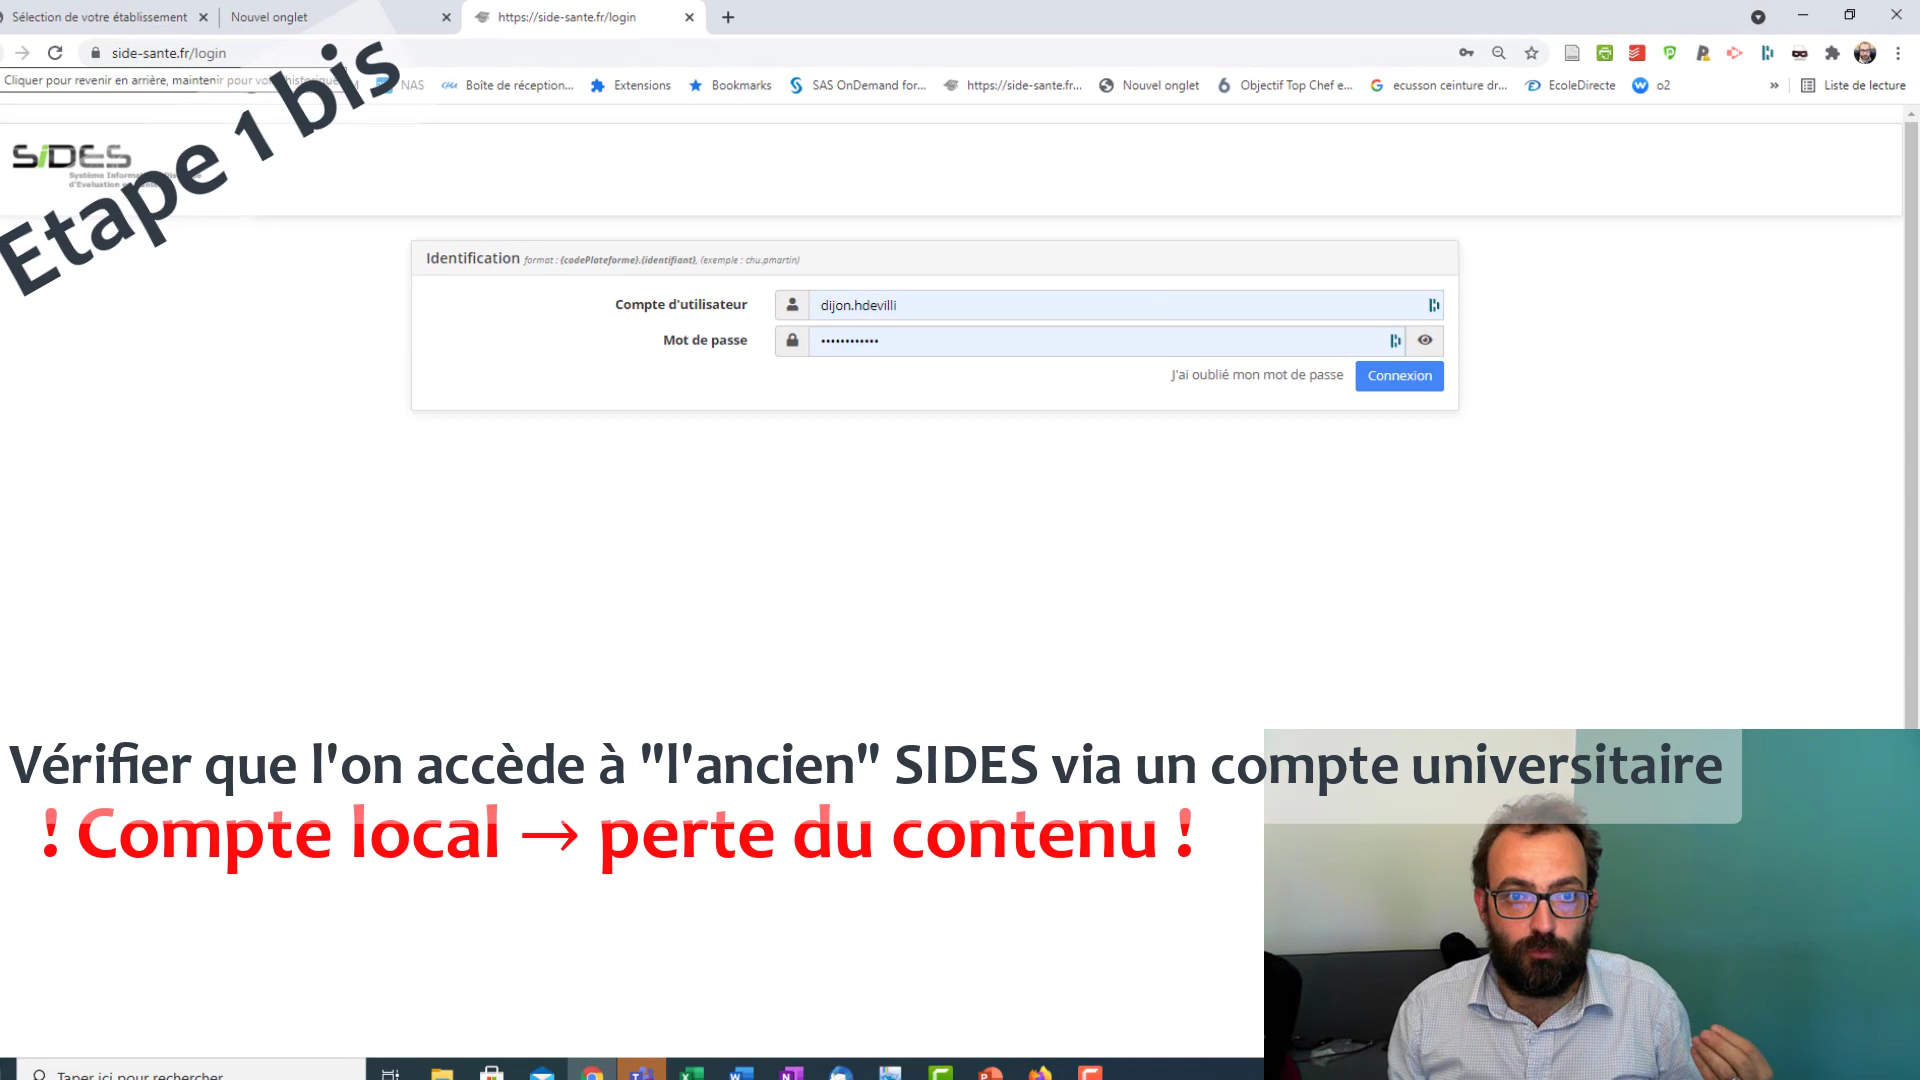 Sélection de votre établissement
Nouvel onglet
https://side-sante.fr/login
side-sante.fr/login
Cliquer pour revenir en arrière, maintenir pour
NAS
Boîte de réception...
Extensions
Bookmarks
SAS OnDemand for...
https://side-sante.fr...
Nouvel onglet
Objectif Top Chef e...
ecusson ceinture dr...
EcoleDirecte
o2
»
Liste de lecture
Etape 1 bis
SiDES
Système
d'Evaluation
Identification format : {codePlateforme}.{identifiant}, (exemple : chu.pmartin)
Compte d'utilisateur
dijon.hdevilli
Mot de passe
••••••••••••
J'ai oublié mon mot de passe
Connexion
Vérifier que l'on accède à "l'ancien" SIDES via un compte universitaire
! Compte local → perte du contenu !
Taper ici pour rechercher